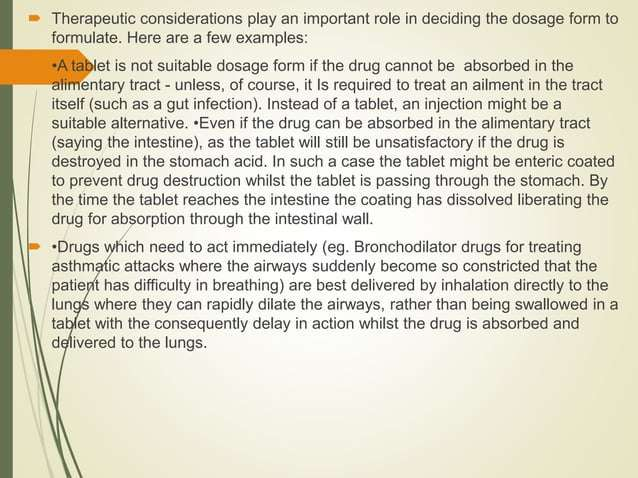 Therapeutic considerations play an important role in deciding the dosage form to
formulate. Here are a few examples:
•A tablet is not suitable dosage form if the drug cannot be absorbed in the
alimentary tract - unless, of course, it Is required to treat an ailment in the tract
itself (such as a gut infection). Instead of a tablet, an injection might be a
suitable alternative. •Even if the drug can be absorbed in the alimentary tract
(saying the intestine), as the tablet will still be unsatisfactory if the drug is
destroyed in the stomach acid. In such a case the tablet might be enteric coated
to prevent drug destruction whilst the tablet is passing through the stomach. By
the time the tablet reaches the intestine the coating has dissolved liberating the
drug for absorption through the intestinal wall.
•Drugs which need to act immediately (eg. Bronchodilator drugs for treating
asthmatic attacks where the airways suddenly become so constricted that the
patient has difficulty in breathing) are best delivered by inhalation directly to the
lungs where they can rapidly dilate the airways, rather than being swallowed in a
tablet with the consequently delay in action whilst the drug is absorbed and
delivered to the lungs.